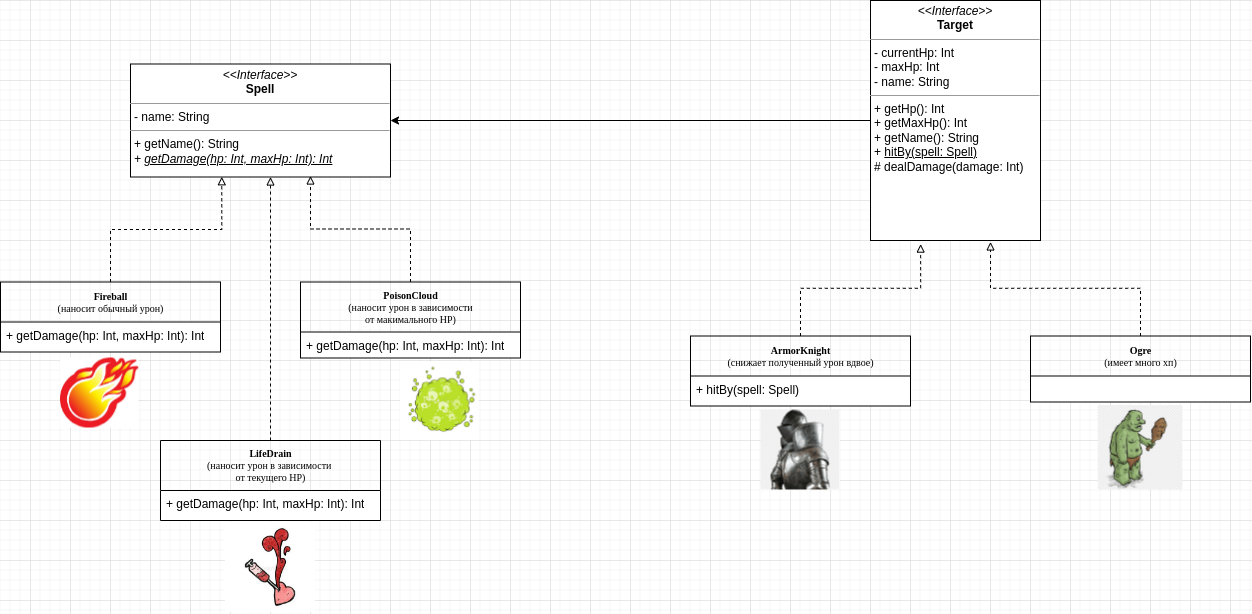 <<Interface>>
Spell
- name: String
+ getName(): String
+ getDamage(hp: Int, maxHp: Int): Int
<<Interface>>
Target
- currentHp: Int
- maxHp: Int
- name: String
+ getHp(): Int
+ getMaxHp(): Int
+ getName(): String
+ hitBy(spell: Spell)
# dealDamage(damage: Int)
Fireball
(наносит обычный урон)
+ getDamage(hp: Int, maxHp: Int): Int
PoisonCloud
(наносит урон в зависимости
от макимального HP)
+ getDamage(hp: Int, maxHp: Int): Int
LifeDrain
(наносит урон в зависимости
от текущего HP)
+ getDamage(hp: Int, maxHp: Int): Int
ArmorKnight
(снижает полученный урон вдвое)
+ hitBy(spell: Spell)
Ogre
(имеет много хп)